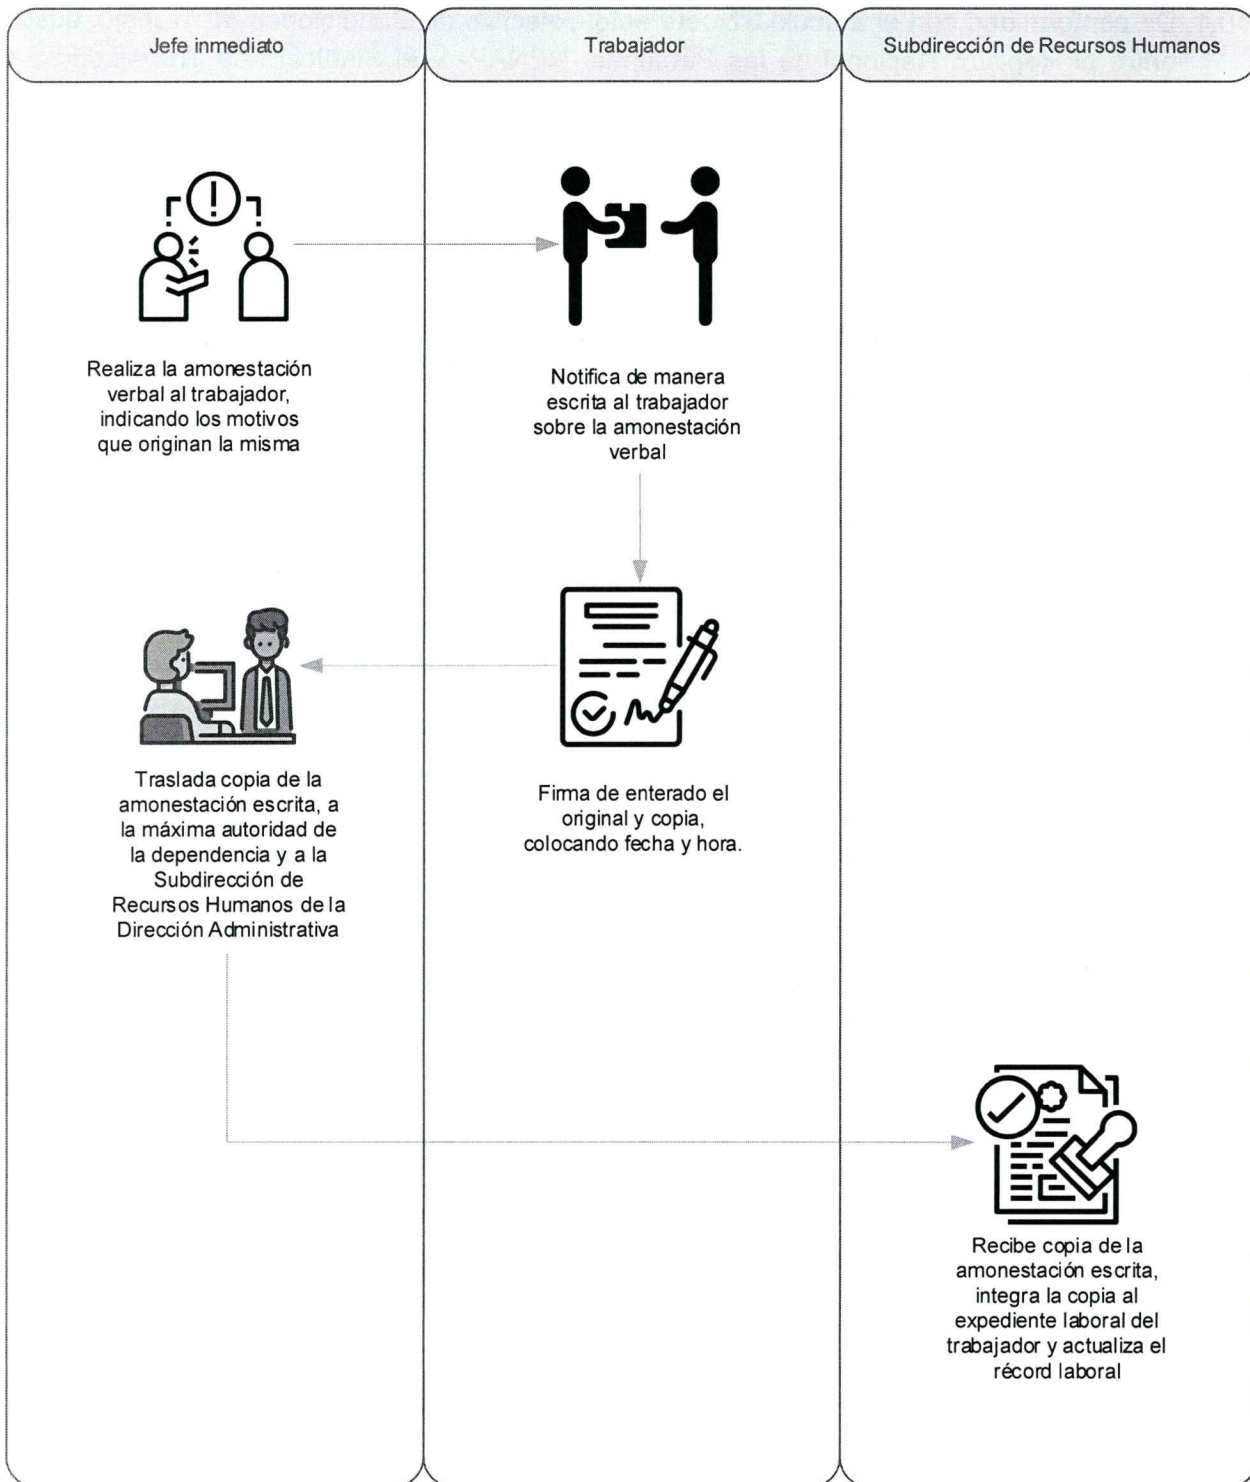 Jefe inmediato
Trabajador
Subdirección de Recursos Humanos
Realiza la amonestación
verbal al trabajador,
indicando los motivos
que originan la misma
Notifica de manera
escrita al trabajador
sobre la amonestación
verbal
Traslada copia de la
amonestación escrita, a
la máxima autoridad de
la dependencia y a la
Subdirección de
Recursos Humanos de la
Dirección Administrativa
Firma de enterado el
original y copia,
colocando fecha y hora.
Recibe copia de la
amonestación escrita,
integra la copia al
expediente laboral del
trabajador y actualiza el
récord laboral